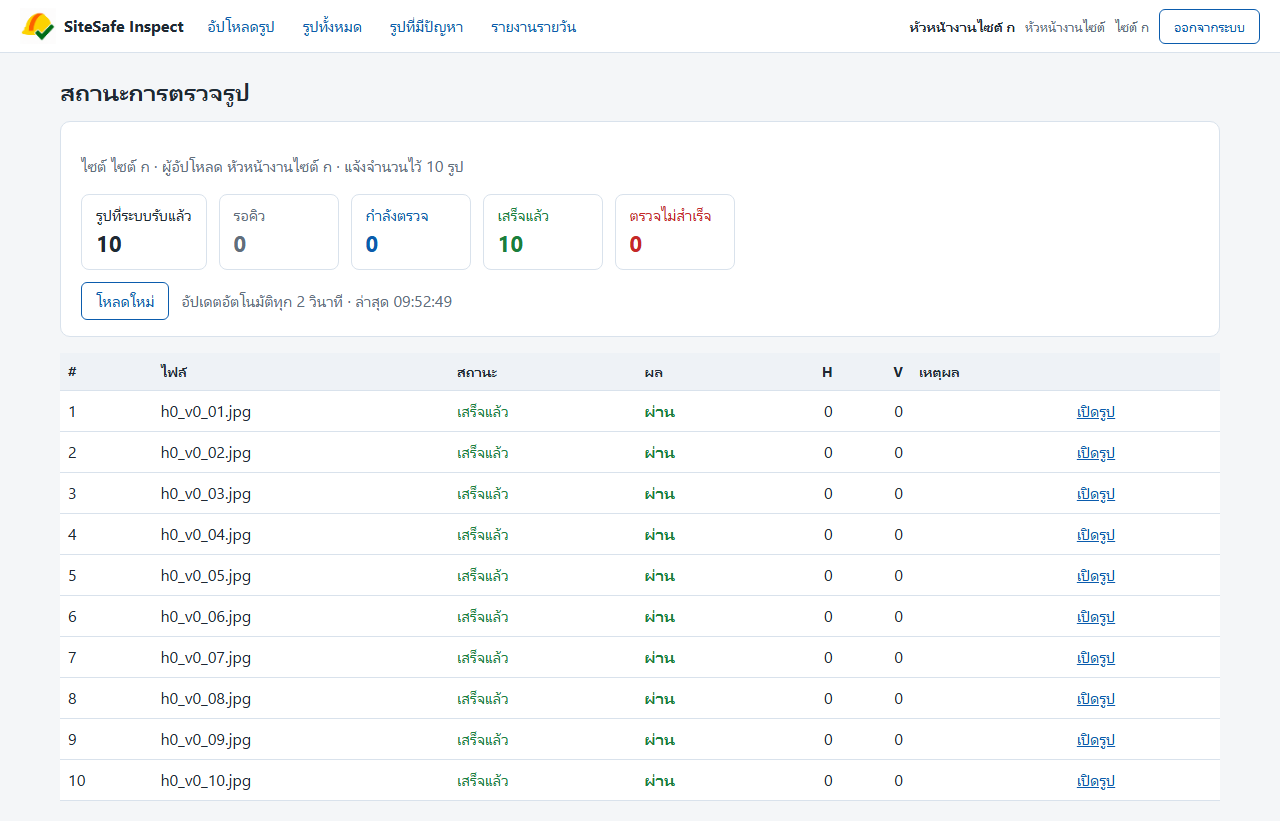 SiteSafe Inspect อัปโหลดรูป รูปทั้งหมด รูปที่มีปัญหา รายงานรายวัน หัวหน้างานไซต์ ก หัวหน้างานไซต์ ไซต์ ก ออกจากระบบ
สถานะการตรวจรูป
ไซต์ ไซต์ ก · ผู้อัปโหลด หัวหน้างานไซต์ ก · แจ้งจำนวนไว้ 10 รูป
รูปที่ระบบรับแล้ว รอคิว กำลังตรวจ เสร็จแล้ว ตรวจไม่สำเร็จ
10 0 0 10 0
โหลดใหม่ อัปเดตอัตโนมัติทุก 2 วินาที · ล่าสุด 09:52:49
# ไฟล์ สถานะ ผล H V เหตุผล
1 h0_v0_01.jpg เสร็จแล้ว ผ่าน 0 0 เปิดรูป
2 h0_v0_02.jpg เสร็จแล้ว ผ่าน 0 0 เปิดรูป
3 h0_v0_03.jpg เสร็จแล้ว ผ่าน 0 0 เปิดรูป
4 h0_v0_04.jpg เสร็จแล้ว ผ่าน 0 0 เปิดรูป
5 h0_v0_05.jpg เสร็จแล้ว ผ่าน 0 0 เปิดรูป
6 h0_v0_06.jpg เสร็จแล้ว ผ่าน 0 0 เปิดรูป
7 h0_v0_07.jpg เสร็จแล้ว ผ่าน 0 0 เปิดรูป
8 h0_v0_08.jpg เสร็จแล้ว ผ่าน 0 0 เปิดรูป
9 h0_v0_09.jpg เสร็จแล้ว ผ่าน 0 0 เปิดรูป
10 h0_v0_10.jpg เสร็จแล้ว ผ่าน 0 0 เปิดรูป